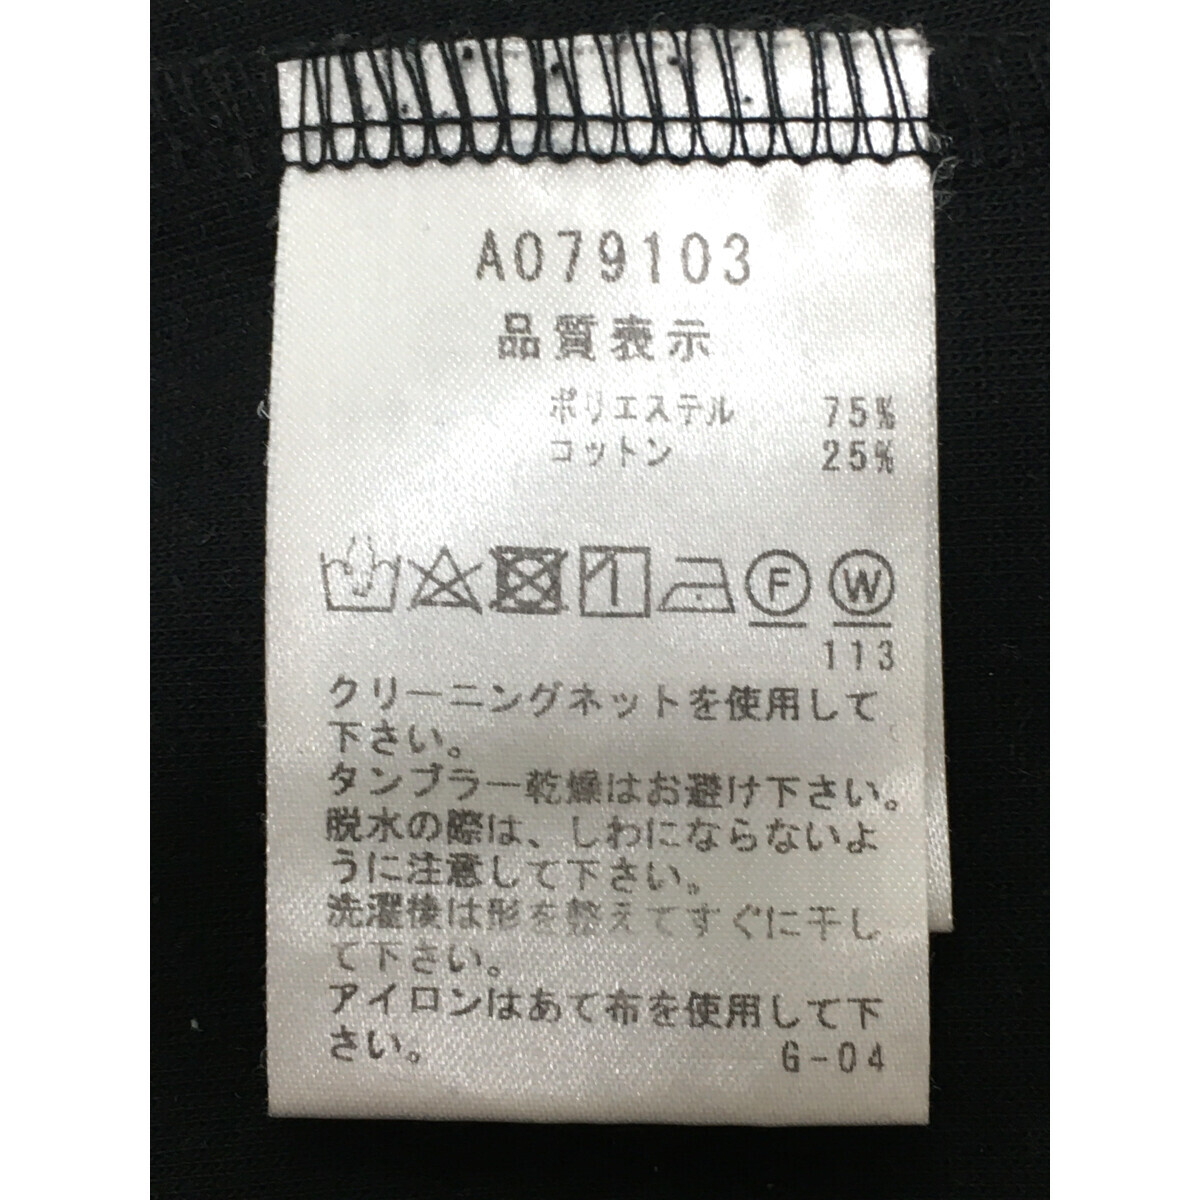 A079103
品質表示
ポリエステル 75%
コットン 25%
F W
113
クリーニングネットを使用して
下さい。
タンブラー乾燥はお避け下さい。
脱水の際は、しわにならないよ
うに注意して下さい。
洗濯後は形を整えてすぐに干し
て下さい。
アイロンはあて布を使用して下
さい。 G-04